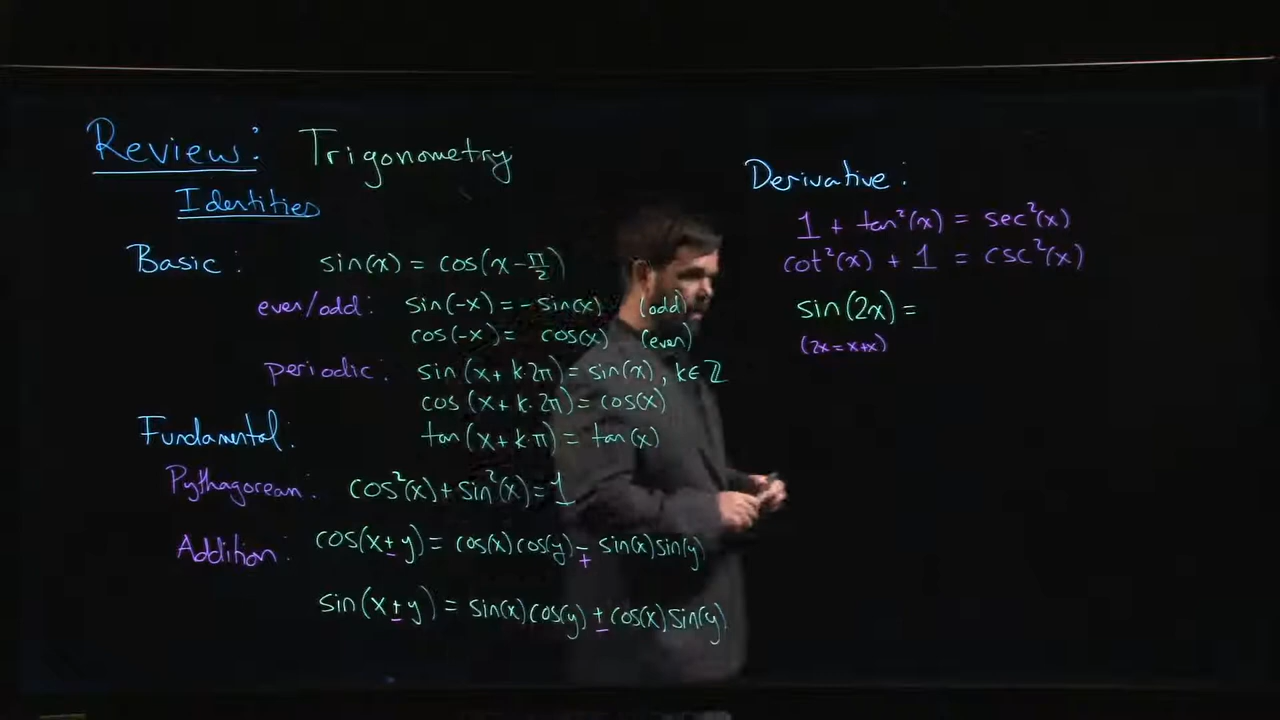 Review: Trigonometry
Identities
Basic: sin(x) = cos(x-π/2)
even/odd: sin(-x) = - sin(x) (odd)
cos(-x) = cos(x) (even)
periodic: sin(x+k·2π) = sin(x), k∈ℤ
cos(x+k·2π) = cos(x)
Fundamental: tan(x+k·π) = tan(x)
Pythagorean: cos²(x) + sin²(x) = 1
Addition: cos(x±y) = cos(x)cos(y) ∓ sin(x)sin(y)
sin(x±y) = sin(x)cos(y) ± cos(x)sin(y)
Derivative:
1 + tan²(x) = sec²(x)
cot²(x) + 1 = csc²(x)
sin(2x) =
(2x=x+x)